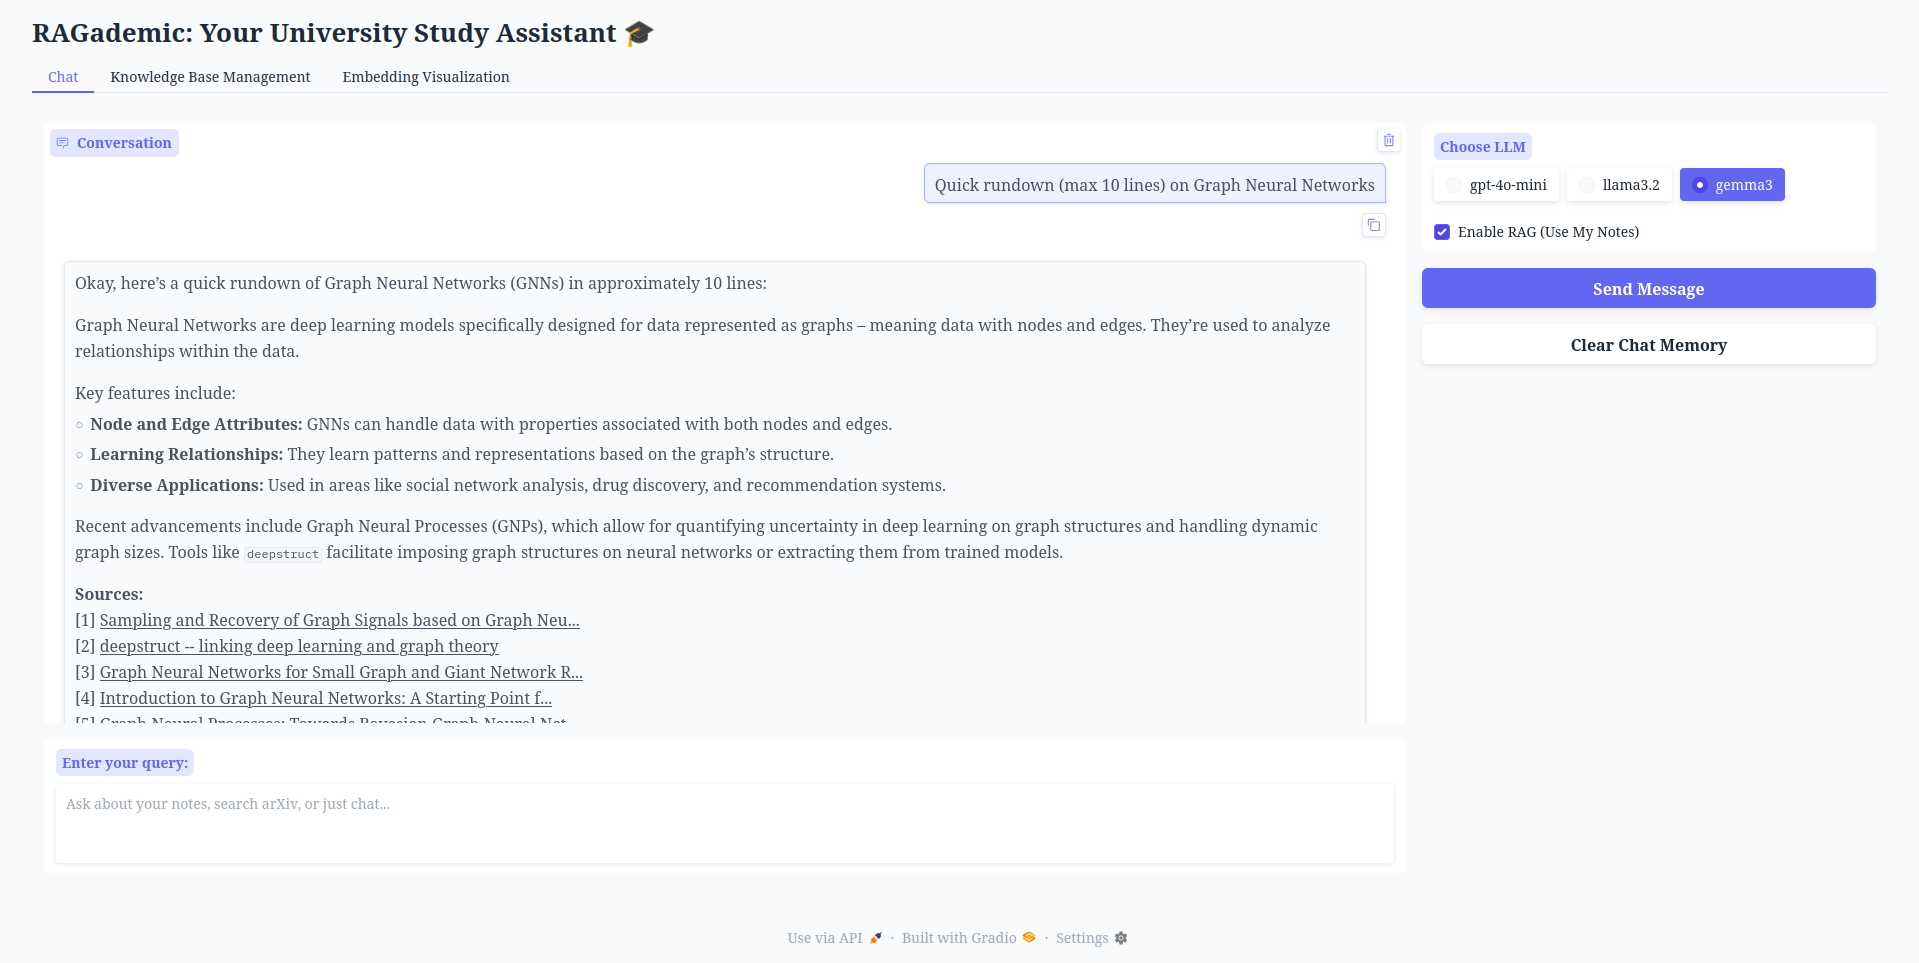 RAGademic: Your University Study Assistant 🎓
Chat
Knowledge Base Management
Embedding Visualization
Conversation
Quick rundown (max 10 lines) on Graph Neural Networks
Okay, here’s a quick rundown of Graph Neural Networks (GNNs) in approximately 10 lines:
Graph Neural Networks are deep learning models specifically designed for data represented as graphs – meaning data with nodes and edges. They’re used to analyze
relationships within the data.
Key features include:
○ Node and Edge Attributes: GNNs can handle data with properties associated with both nodes and edges.
○ Learning Relationships: They learn patterns and representations based on the graph’s structure.
○ Diverse Applications: Used in areas like social network analysis, drug discovery, and recommendation systems.
Recent advancements include Graph Neural Processes (GNPs), which allow for quantifying uncertainty in deep learning on graph structures and handling dynamic
graph sizes. Tools like deepstruct facilitate imposing graph structures on neural networks or extracting them from trained models.
Sources:
[1] Sampling and Recovery of Graph Signals based on Graph Neu...
[2] deepstruct -- linking deep learning and graph theory
[3] Graph Neural Networks for Small Graph and Giant Network R...
[4] Introduction to Graph Neural Networks: A Starting Point f...
[5] Graph Neural Processes: Towards Bayesian Graph Neural Net...
Enter your query:
Ask about your notes, search arXiv, or just chat...
Choose LLM
gpt-4o-mini
llama3.2
gemma3
Enable RAG (Use My Notes)
Send Message
Clear Chat Memory
Use via API 🚀 · Built with Gradio · Settings ⚙